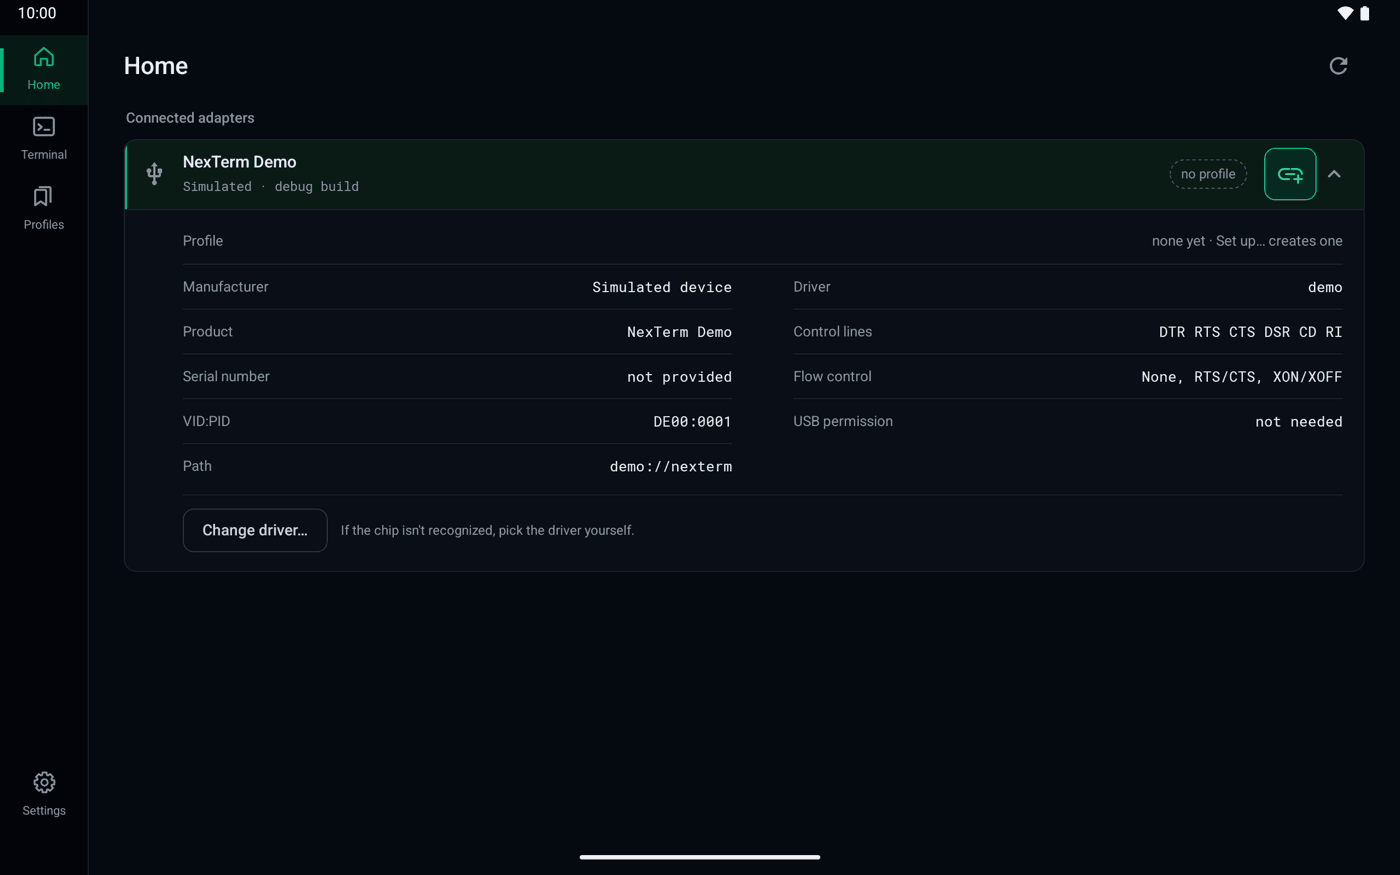 10:00
Home
Home
Terminal
Profiles
Settings
Connected adapters
NexTerm Demo
Simulated · debug build
no profile
Profile
none yet · Set up… creates one
Manufacturer
Simulated device
Driver
demo
Product
NexTerm Demo
Control lines
DTR RTS CTS DSR CD RI
Serial number
not provided
Flow control
None, RTS/CTS, XON/XOFF
VID:PID
DE00:0001
USB permission
not needed
Path
demo://nexterm
Change driver…
If the chip isn't recognized, pick the driver yourself.